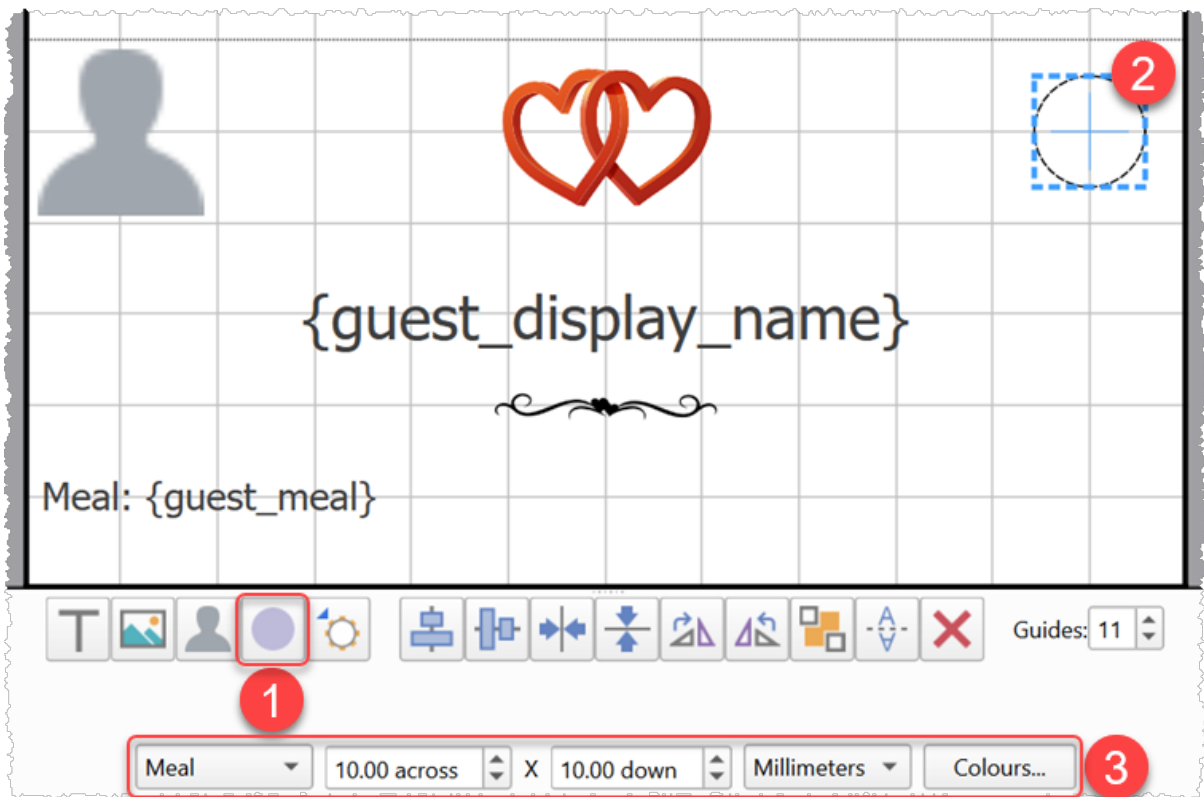 2
{guest_display_name}
Meal: {guest_meal}
T A Guides: 11
1
Meal 10.00 across X 10.00 down Millimeters Colours... 3